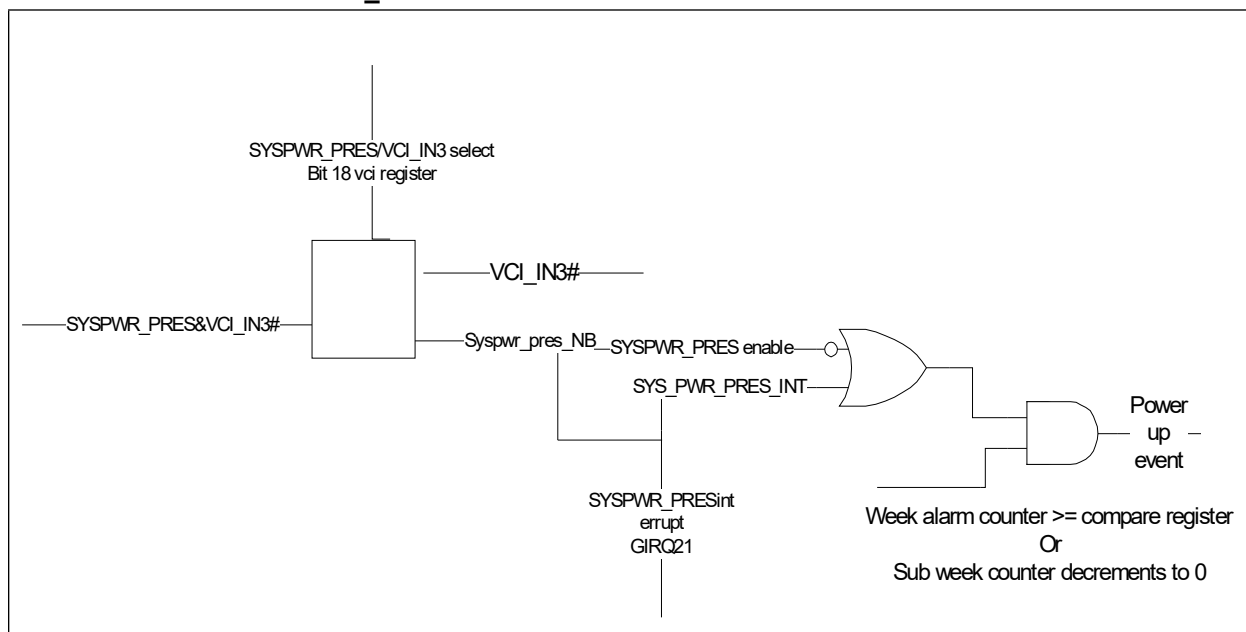 SYSPWR_PRES/VCI_IN3 select
Bit 18 vci register
VCI_IN3#
SYSPWR_PRES&VCI_IN3#
Syspwr_pres_NB
SYSPWR_PRES enable
SYS_PWR_PRES_INT
Power
up
event
SYSPWR_PRESint
errupt
GIRQ21
Week alarm counter >= compare register
Or
Sub week counter decrements to 0